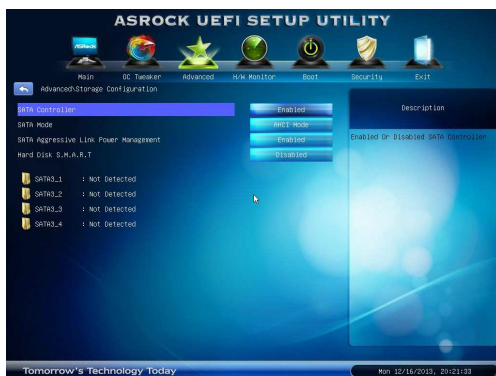 ASROCK UEFI SETUP UTILITY
ASRock
Main OC Tweaker Advanced H/W Monitor Boot Security Exit
Advanced\Storage Configuration
SATA Controller Enabled
SATA Mode AHCI Mode
SATA Aggressive Link Power Management Enabled
Hard Disk S.M.A.R.T Disabled
SATA3_1 : Not Detected
SATA3_2 : Not Detected
SATA3_3 : Not Detected
SATA3_4 : Not Detected
Description
Enabled Or Disabled SATA Controller
Tomorrow's Technology Today
Mon 12/16/2013, 20:21:33